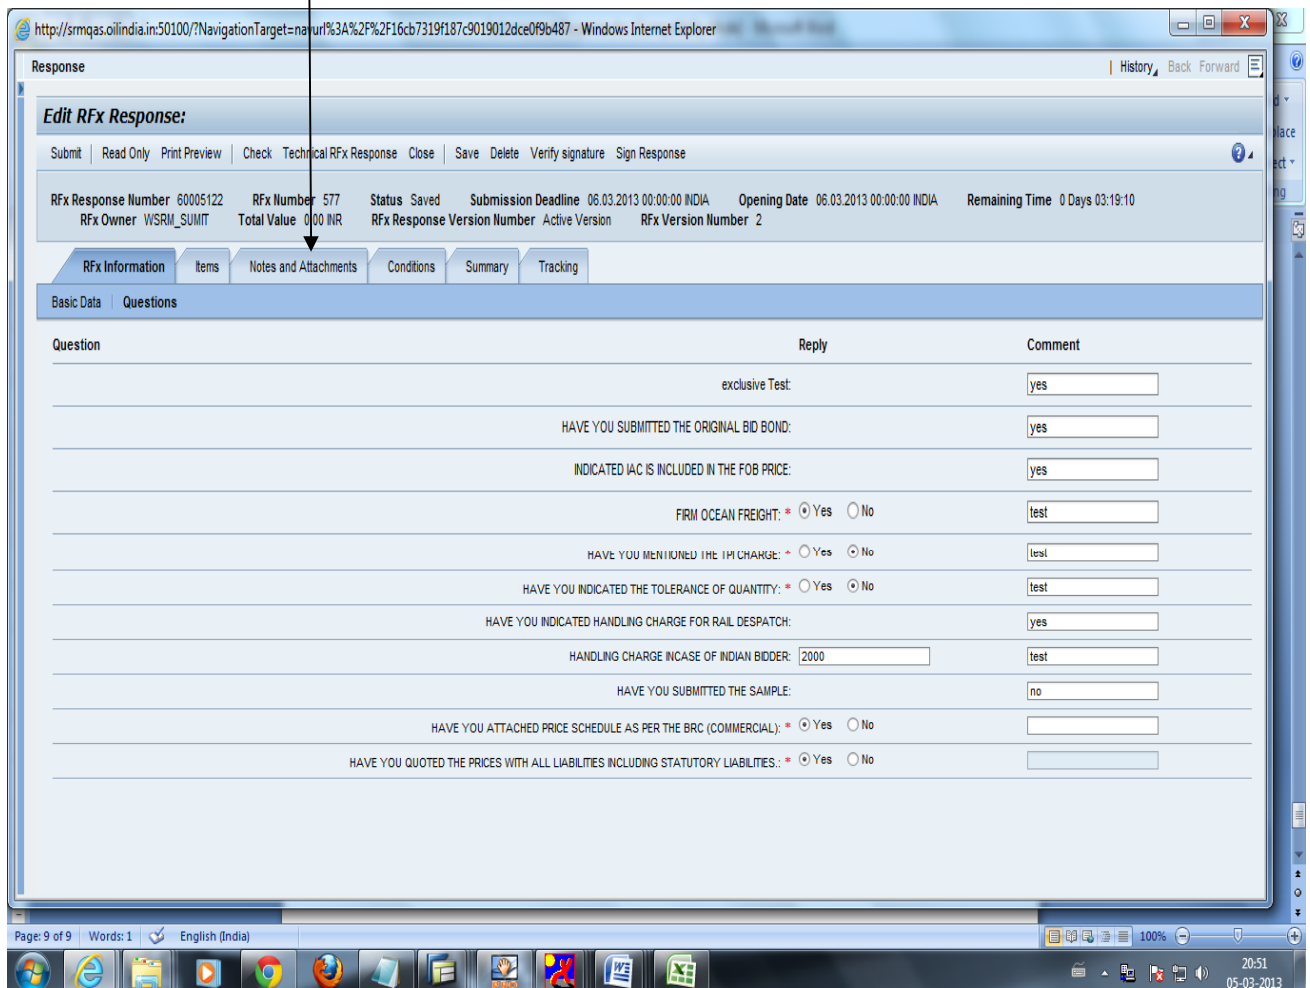 http://srmqas.oilindia.in:50100/?NavigationTarget=navurl%3A%2F%2F16cb7319f187c9019012dce0f9b487 - Windows Internet Explorer
Response
History Back Forward
Edit RFx Response:
Submit Read Only Print Preview Check Technical RFx Response Close Save Delete Verify signature Sign Response
RFx Response Number 60005122 RFx Number 577 Status Saved Submission Deadline 06.03.2013 00:00:00 INDIA Opening Date 06.03.2013 00:00:00 INDIA Remaining Time 0 Days 03:19:10
RFx Owner WSRM_SUMIT Total Value 0.00 INR RFx Response Version Number Active Version RFx Version Number 2
RFx Information Items Notes and Attachments Conditions Summary Tracking
Basic Data Questions
Question Reply Comment
exclusive Test: yes
HAVE YOU SUBMITTED THE ORIGINAL BID BOND: yes
INDICATED IAC IS INCLUDED IN THE FOB PRICE: yes
FIRM OCEAN FREIGHT: * Yes No test
HAVE YOU MENTIONED THE TPI CHARGE: * Yes No test
HAVE YOU INDICATED THE TOLERANCE OF QUANTITY: * Yes No test
HAVE YOU INDICATED HANDLING CHARGE FOR RAIL DESPATCH: yes
HANDLING CHARGE INCASE OF INDIAN BIDDER: 2000 test
HAVE YOU SUBMITTED THE SAMPLE: no
HAVE YOU ATTACHED PRICE SCHEDULE AS PER THE BRC (COMMERCIAL): * Yes No
HAVE YOU QUOTED THE PRICES WITH ALL LIABILITIES INCLUDING STATUTORY LIABILITIES.: * Yes No
Page: 9 of 9 Words: 1 English (India) 100%
20:51
05-03-2013